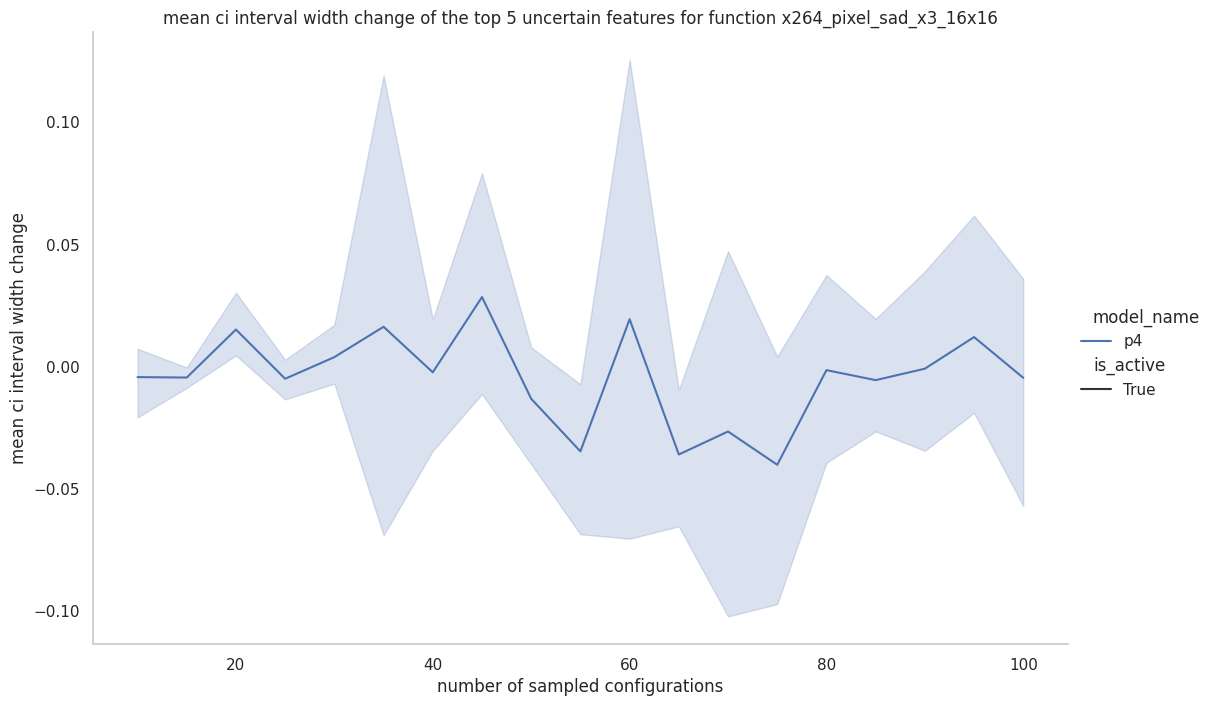 mean ci interval width change of the top 5 uncertain features for function x264_pixel_sad_x3_16x16
0.10
0.05
0.00
−0.05
−0.10
mean ci interval width change
20
40
60
80
100
number of sampled configurations
model_name
p4
is_active
True